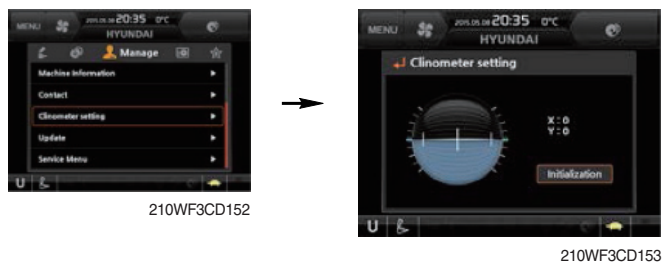 MENU
2015.05.08 20:35 0°C
HYUNDAI
Manage
Machine Information
Contact
Clinometer setting
Update
Service Menu
U
210WF3CD152
MENU
2015.05.08 20:35 0°C
HYUNDAI
Clinometer setting
X:0
Y:0
Initialization
U
210WF3CD153